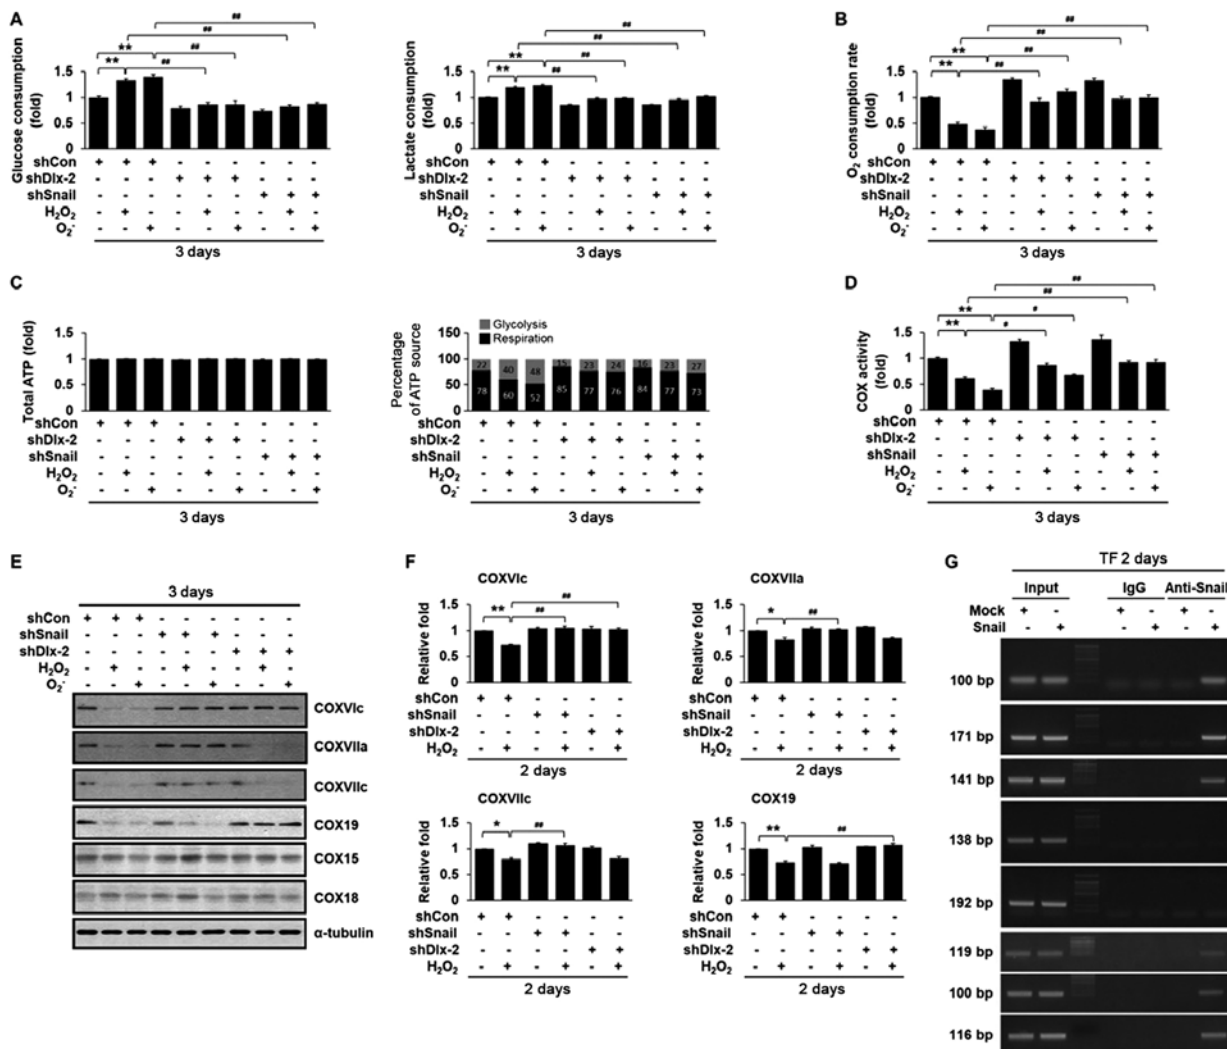 A
Glucose consumption
(fold)
1.5
1
0.5
0
**
**
##
##
##
##
shCon + + + - - - - - -
shDlx-2 - - - + + + - - -
shSnail - - - - - - + + +
H₂O₂ - + - - + - - + -
O₂⁻ - - + - - + - - +
3 days
Lactate consumption
(fold)
1.5
1
0.5
0
**
**
##
##
##
##
+ + + - - - - - -
- - - + + + - - -
- - - - - - + + +
- + - - + - - + -
- - + - - + - - +
3 days
B
O₂ consumption rate
(fold)
1.5
1
0.5
0
**
**
##
##
##
##
shCon + + + - - - - - -
shDlx-2 - - - + + + - - -
shSnail - - - - - - + + +
H₂O₂ - + - - + - - + -
O₂⁻ - - + - - + - - +
3 days
C
Total ATP (fold)
1.5
1
0.5
0
shCon + + + - - - - - -
shDlx-2 - - - + + + - - -
shSnail - - - - - - + + +
H₂O₂ - + - - + - - + -
O₂⁻ - - + - - + - - +
3 days
Percentage
of ATP source
150
100
50
0
Glycolysis
Respiration
22 40 48 15 23 24 16 23 27
78 60 52 85 77 76 84 77 73
shCon + + + - - - - - -
shDlx-2 - - - + + + - - -
shSnail - - - - - - + + +
H₂O₂ - + - - + - - + -
O₂⁻ - - + - - + - - +
3 days
D
COX activity
(fold)
1.5
1
0.5
0
**
**
#
#
##
##
shCon + + + - - - - - -
shDlx-2 - - - + + + - - -
shSnail - - - - - - + + +
H₂O₂ - + - - + - - + -
O₂⁻ - - + - - + - - +
3 days
E
3 days
shCon + + + - - - - - -
shSnail - - - + + + - - -
shDlx-2 - - - - - - + + +
H₂O₂ - + - - + - - + -
O₂⁻ - - + - - + - - +
COXVIc
COXVIIa
COXVIIc
COX19
COX15
COX18
α-tubulin
F
COXVIc
Relative fold
1.5
1
0.5
0
**
##
##
shCon + + - - - -
shSnail - - + + - -
shDlx-2 - - - - + +
H₂O₂ - + - + - +
2 days
COXVIIa
Relative fold
1.5
1
0.5
0
*
##
shCon + + - - - -
shSnail - - + + - -
shDlx-2 - - - - + +
H₂O₂ - + - + - +
2 days
COXVIIc
Relative fold
1.5
1
0.5
0
*
##
shCon + + - - - -
shSnail - - + + - -
shDlx-2 - - - - + +
H₂O₂ - + - + - +
2 days
COX19
Relative fold
1.5
1
0.5
0
**
##
shCon + + - - - -
shSnail - - + + - -
shDlx-2 - - - - + +
H₂O₂ - + - + - +
2 days
G
TF 2 days
Input IgG Anti-Snail
Mock + - + - + -
Snail - + - + - +
100 bp
171 bp
141 bp
138 bp
192 bp
119 bp
100 bp
116 bp